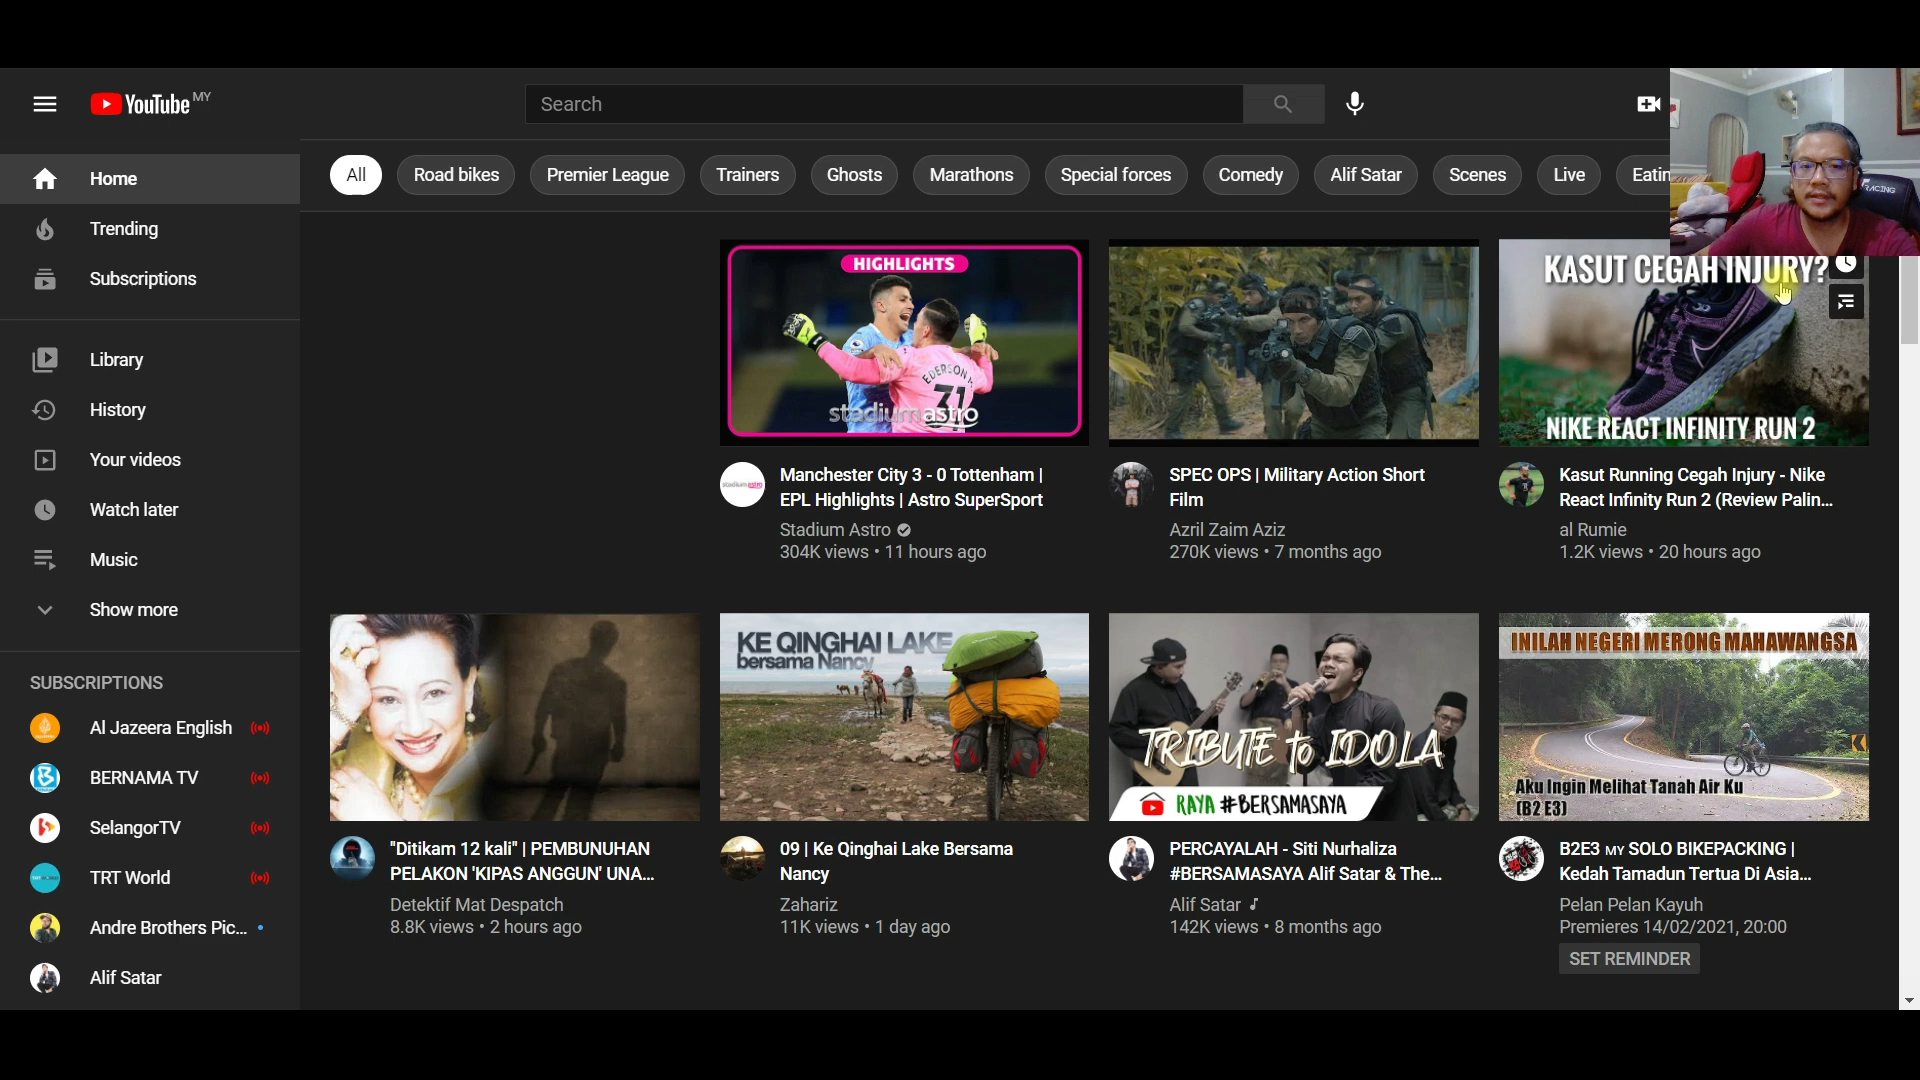 YouTube MY
Search
Home
Trending
Subscriptions
Library
History
Your videos
Watch later
Music
Show more
SUBSCRIPTIONS
Al Jazeera English
BERNAMA TV
SelangorTV
TRT World
Andre Brothers Pic...
Alif Satar
All
Road bikes
Premier League
Trainers
Ghosts
Marathons
Special forces
Comedy
Alif Satar
Scenes
Live
Eatin
RACING
HIGHLIGHTS
EDERSON M.
31
stadiumastro
Manchester City 3 - 0 Tottenham |
EPL Highlights | Astro SuperSport
Stadium Astro
304K views • 11 hours ago
SPEC OPS | Military Action Short
Film
Azril Zaim Aziz
270K views • 7 months ago
KASUT CEGAH INJURY?
NIKE REACT INFINITY RUN 2
Kasut Running Cegah Injury - Nike
React Infinity Run 2 (Review Palin...
al Rumie
1.2K views • 20 hours ago
"Ditikam 12 kali" | PEMBUNUHAN
PELAKON 'KIPAS ANGGUN' UNA...
Detektif Mat Despatch
8.8K views • 2 hours ago
KE QINGHAI LAKE
bersama Nancy
09 | Ke Qinghai Lake Bersama
Nancy
Zahariz
11K views • 1 day ago
TRIBUTE to IDOLA
RAYA #BERSAMASAYA
PERCAYALAH - Siti Nurhaliza
#BERSAMASAYA Alif Satar & The...
Alif Satar
142K views • 8 months ago
INILAH NEGERI MERONG MAHAWANGSA
Aku Ingin Melihat Tanah Air Ku
(B2 E3)
B2E3 MY SOLO BIKEPACKING |
Kedah Tamadun Tertua Di Asia...
Pelan Pelan Kayuh
Premieres 14/02/2021, 20:00
SET REMINDER